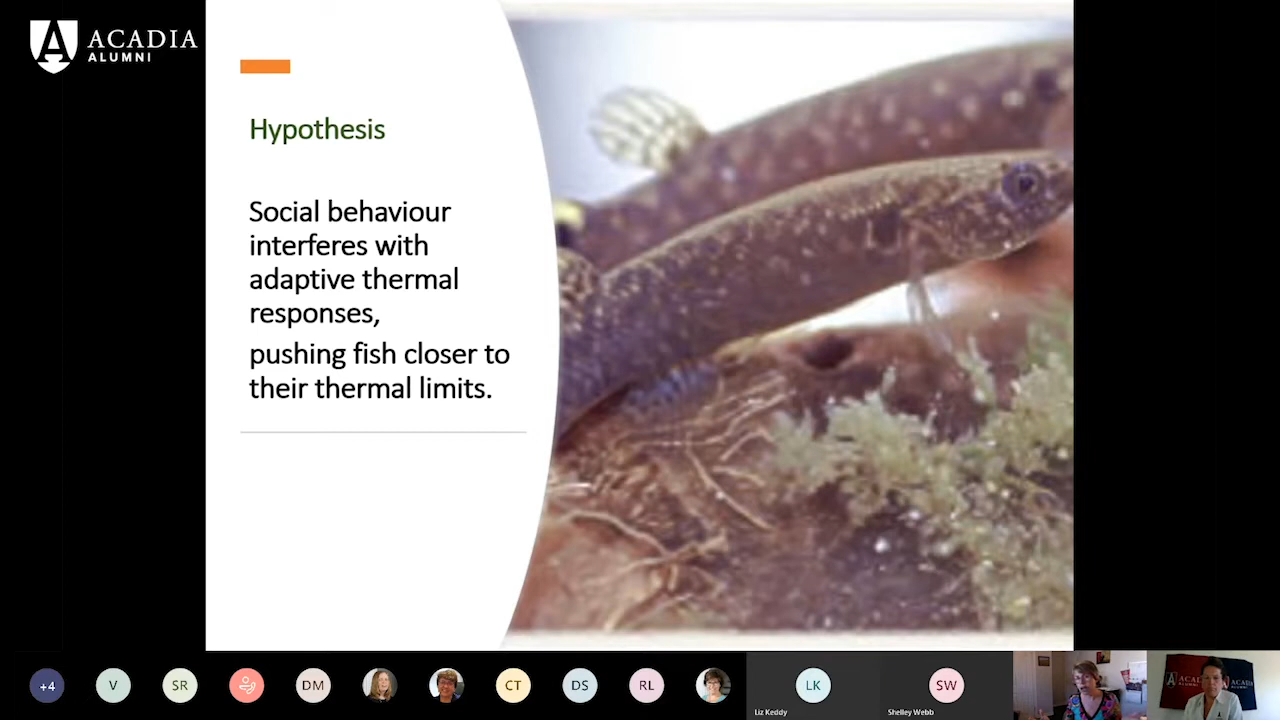 ACADIA
ALUMNI
Hypothesis
Social behaviour
interferes with
adaptive thermal
responses,
pushing fish closer to
their thermal limits.
+4
V
SR
DM
CT
DS
RL
LK
Liz Keddy
SW
Shelley Webb